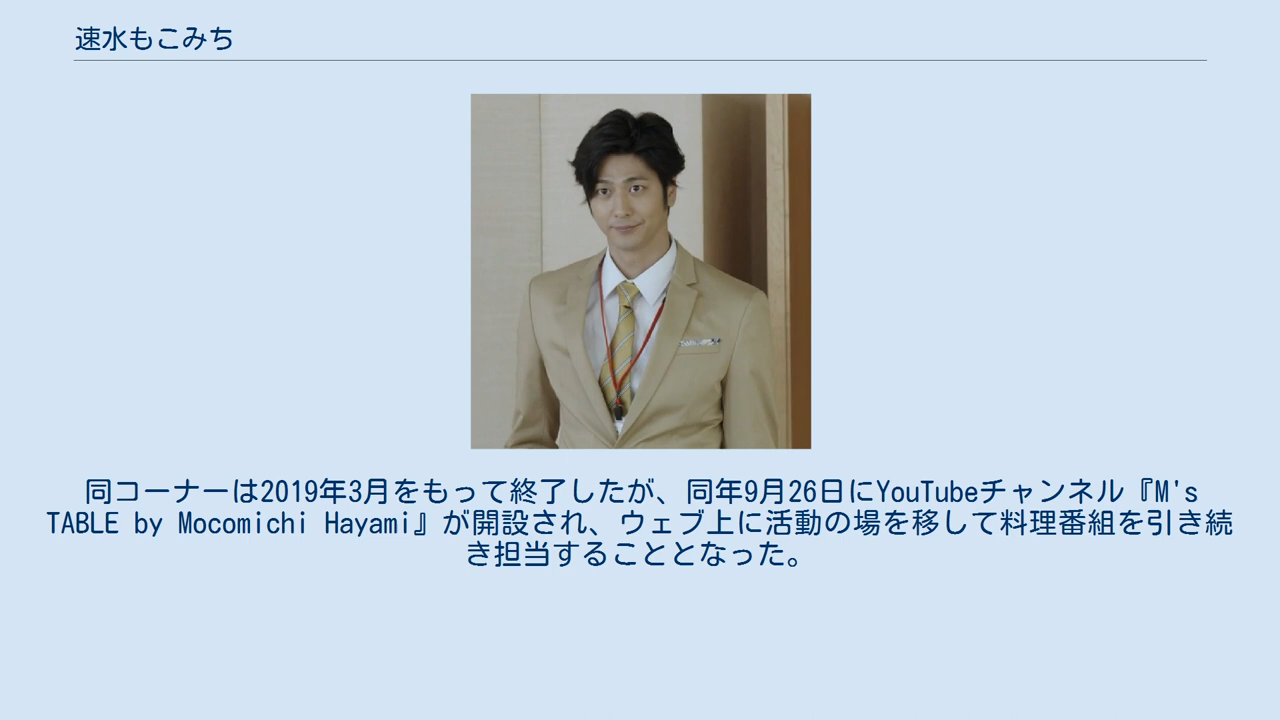 速水もこみち
同コーナーは2019年3月をもって終了したが、同年9月26日にYouTubeチャンネル『M's
TABLE by Mocomichi Hayami』が開設され、ウェブ上に活動の場を移して料理番組を引き続
き担当することとなった。